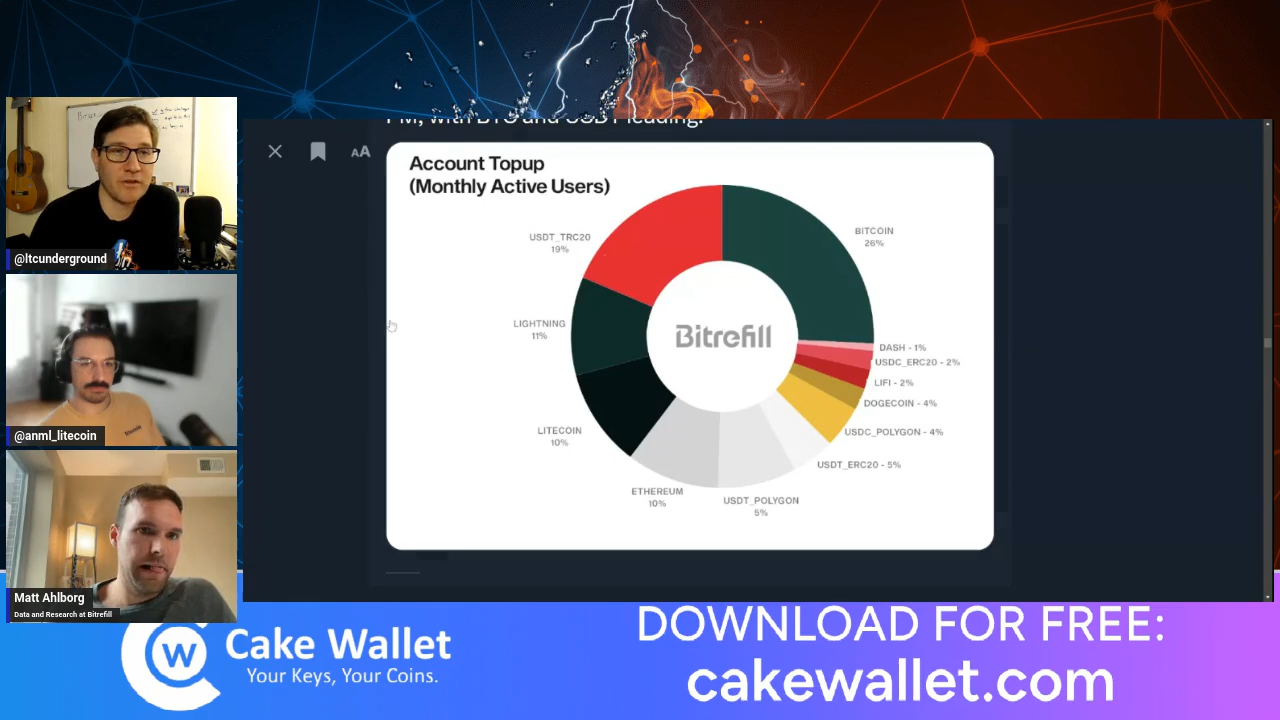 @ltcunderground
@anml_litecoin
Matt Ahlborg
Data and Research at Bitrefill
AA
Account Topup
(Monthly Active Users)
USDT_TRC20
19%
BITCOIN
26%
LIGHTNING
11%
Bitrefill
DASH - 1%
USDC_ERC20 - 2%
LIFI - 2%
DOGECOIN - 4%
USDC_POLYGON - 4%
LITECOIN
10%
USDT_ERC20 - 5%
ETHEREUM
10%
USDT_POLYGON
5%
W
Cake Wallet
Your Keys, Your Coins.
DOWNLOAD FOR FREE:
cakewallet.com